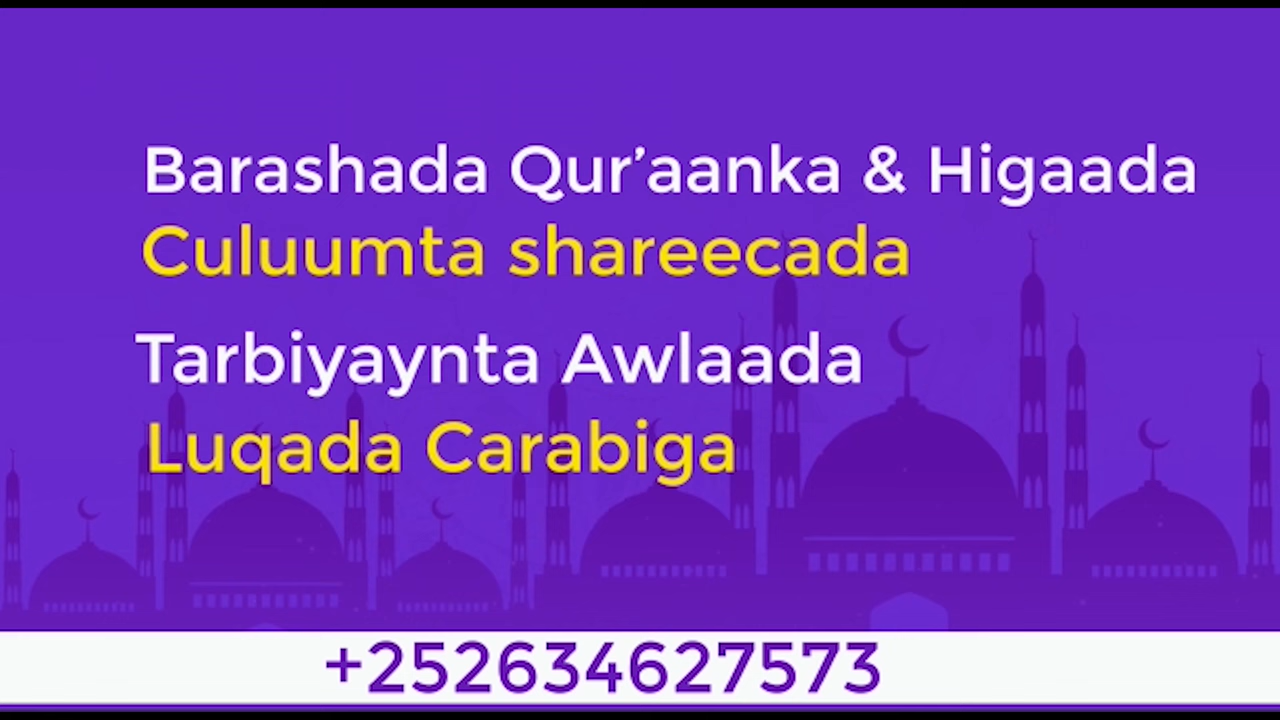 Barashada Qur’aanka & Higaada
Culuumta shareecada
Tarbiyaynta Awlaada
Luqada Carabiga
+252634627573